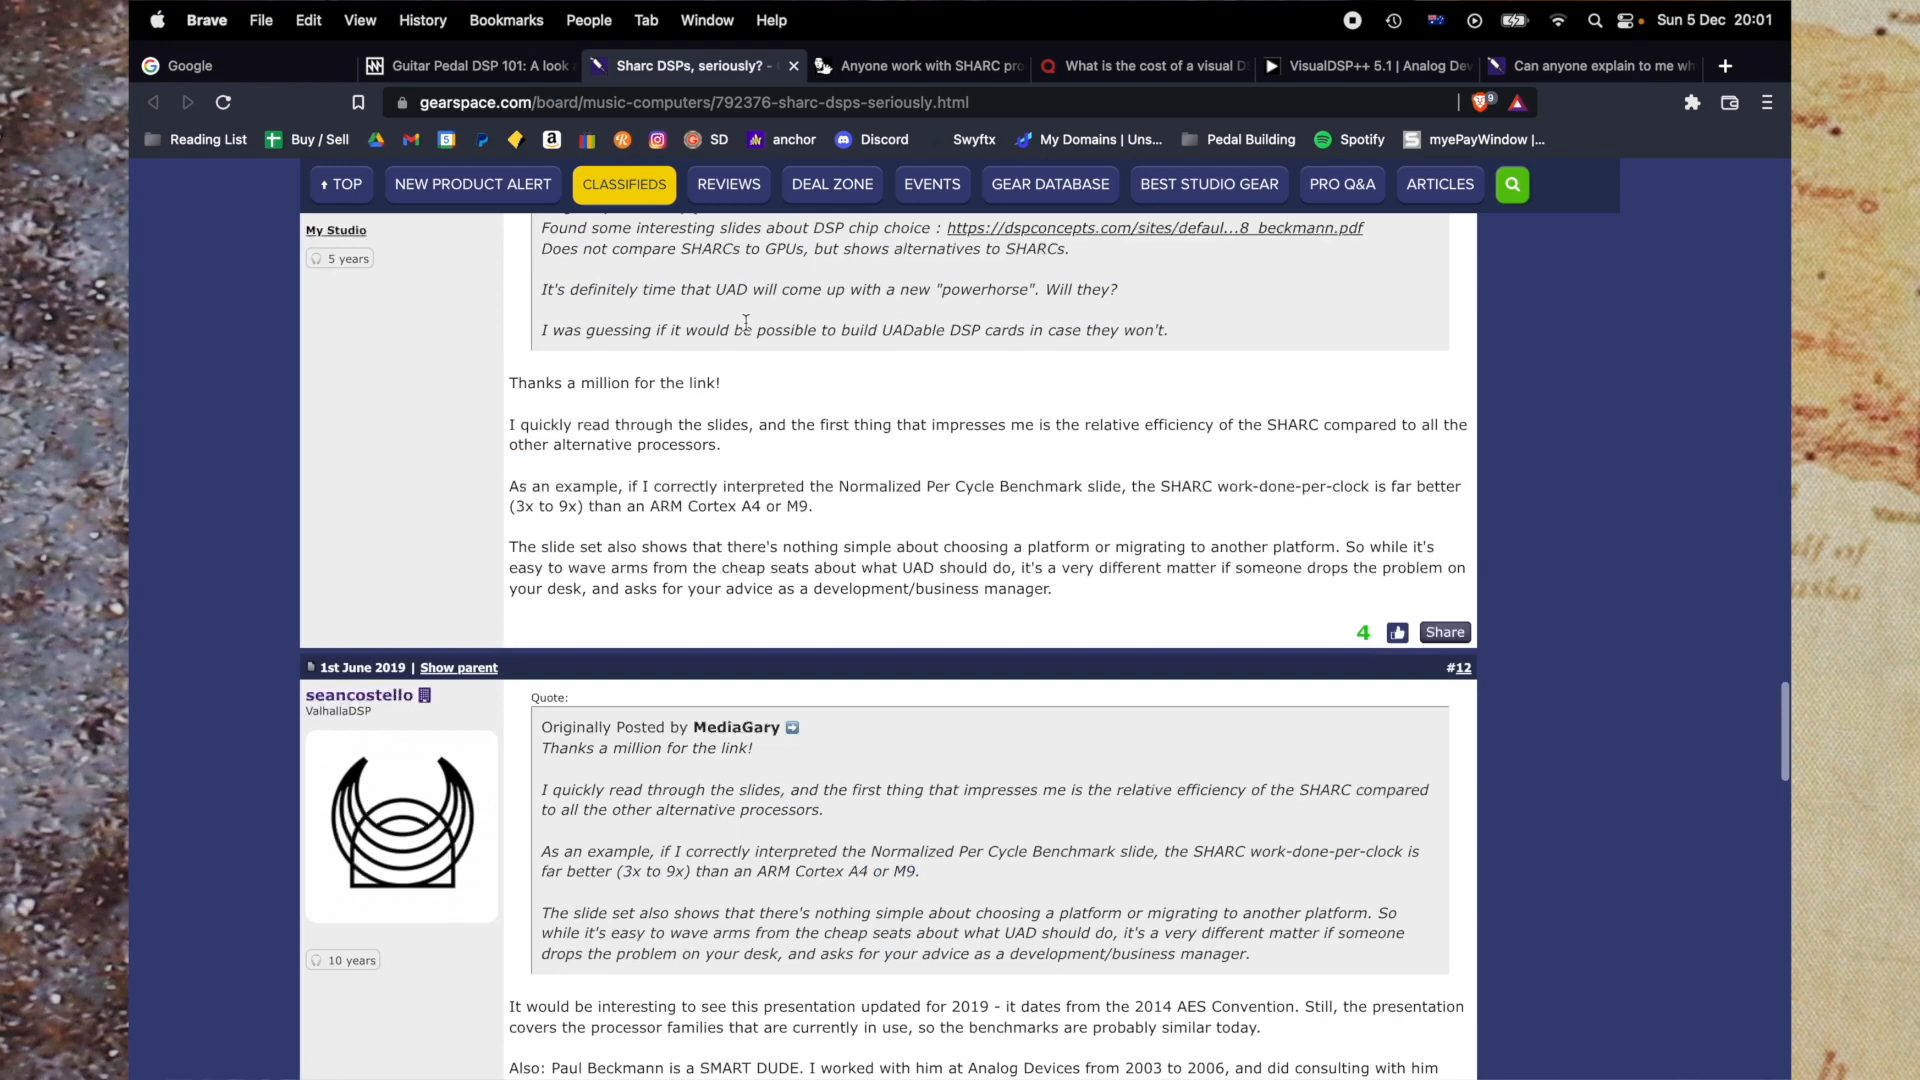 Brave File Edit View History Bookmarks People Tab Window Help Sun 5 Dec 20:01
Google Guitar Pedal DSP 101: A look Sharc DSPs, seriously? - Anyone work with SHARC pro What is the cost of a visual D VisualDSP++ 5.1 | Analog Dev Can anyone explain to me wh
gearspace.com/board/music-computers/792376-sharc-dsps-seriously.html 9
Reading List Buy / Sell 5 SD anchor Discord Swyftx My Domains | Uns... Pedal Building Spotify myePayWindow |...
TOP NEW PRODUCT ALERT CLASSIFIEDS REVIEWS DEAL ZONE EVENTS GEAR DATABASE BEST STUDIO GEAR PRO Q&A ARTICLES
My Studio
5 years
Found some interesting slides about DSP chip choice : https://dspconcepts.com/sites/defaul...8_beckmann.pdf
Does not compare SHARCs to GPUs, but shows alternatives to SHARCs.
It's definitely time that UAD will come up with a new "powerhorse". Will they?
I was guessing if it would be possible to build UADable DSP cards in case they won't.
Thanks a million for the link!
I quickly read through the slides, and the first thing that impresses me is the relative efficiency of the SHARC compared to all the
other alternative processors.
As an example, if I correctly interpreted the Normalized Per Cycle Benchmark slide, the SHARC work-done-per-clock is far better
(3x to 9x) than an ARM Cortex A4 or M9.
The slide set also shows that there's nothing simple about choosing a platform or migrating to another platform. So while it's
easy to wave arms from the cheap seats about what UAD should do, it's a very different matter if someone drops the problem on
your desk, and asks for your advice as a development/business manager.
4 Share
1st June 2019 | Show parent #12
seancostello
ValhallaDSP
10 years
Quote:
Originally Posted by MediaGary
Thanks a million for the link!
I quickly read through the slides, and the first thing that impresses me is the relative efficiency of the SHARC compared
to all the other alternative processors.
As an example, if I correctly interpreted the Normalized Per Cycle Benchmark slide, the SHARC work-done-per-clock is
far better (3x to 9x) than an ARM Cortex A4 or M9.
The slide set also shows that there's nothing simple about choosing a platform or migrating to another platform. So
while it's easy to wave arms from the cheap seats about what UAD should do, it's a very different matter if someone
drops the problem on your desk, and asks for your advice as a development/business manager.
It would be interesting to see this presentation updated for 2019 - it dates from the 2014 AES Convention. Still, the presentation
covers the processor families that are currently in use, so the benchmarks are probably similar today.
Also: Paul Beckmann is a SMART DUDE. I worked with him at Analog Devices from 2003 to 2006, and did consulting with him